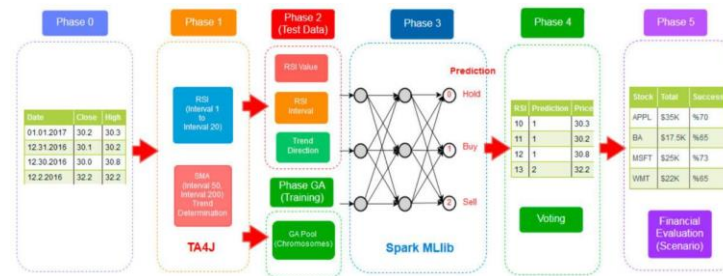 Phase 0
Date Close High
01.01.2017 30.2 30.3
12.31.2016 30.1 30.2
12.30.2016 30.0 30.8
12.2.2016 32.2 32.2
Phase 1
RSI
(Interval 1
to
Interval 20)
SMA
(Interval 50,
Interval 200)
Trend
Determination
TA4J
Phase 2
(Test Data)
RSI Value
RSI
Interval
Trend
Direction
Phase GA
(Training)
GA Pool
(Chromosomes)
Phase 3
Prediction
0 Hold
1 Buy
2 Sell
Spark MLlib
Phase 4
RSI Prediction Price
10 1 30.3
11 1 30.2
12 1 30.8
13 2 32.2
Voting
Phase 5
Stock Total Success
APPL $35K %70
BA $17.5K %65
MSFT $25K %73
WMT $22K %65
Financial
Evaluation
(Scenario)